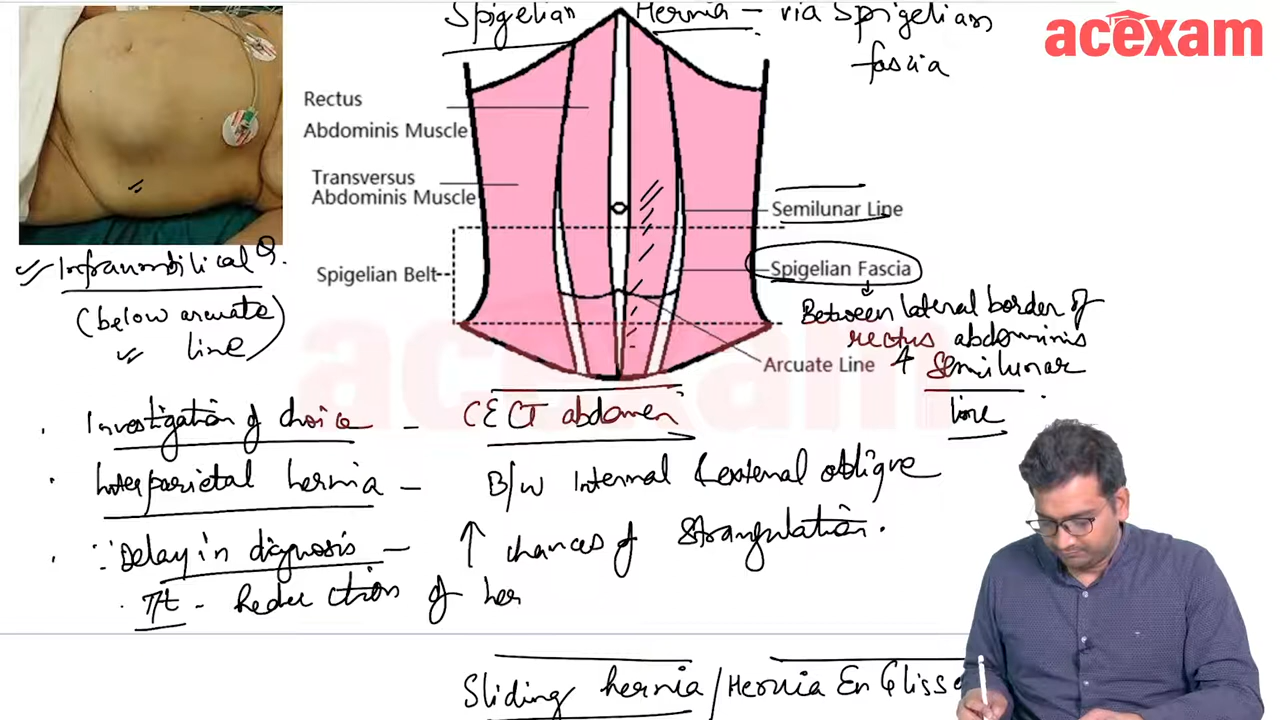 Spigelian Hernia - via Spigelian
fascia
acexam
Rectus
Abdominis Muscle
Transversus
Abdominis Muscle
Semilunar Line
Spigelian Belt
Spigelian Fascia
Arcuate Line
Between lateral border of
rectus abdominis
& Semilunar
line
Infraumbilical
(below arcuate
line)
Investigation of choice - CECT abdomen
Interparietal hernia - B/w Internal & external oblique
∵ Delay in diagnosis - ↑ chances of strangulation.
Tt - Reduction of her
Sliding hernia / Hernia En Glisse
acexam